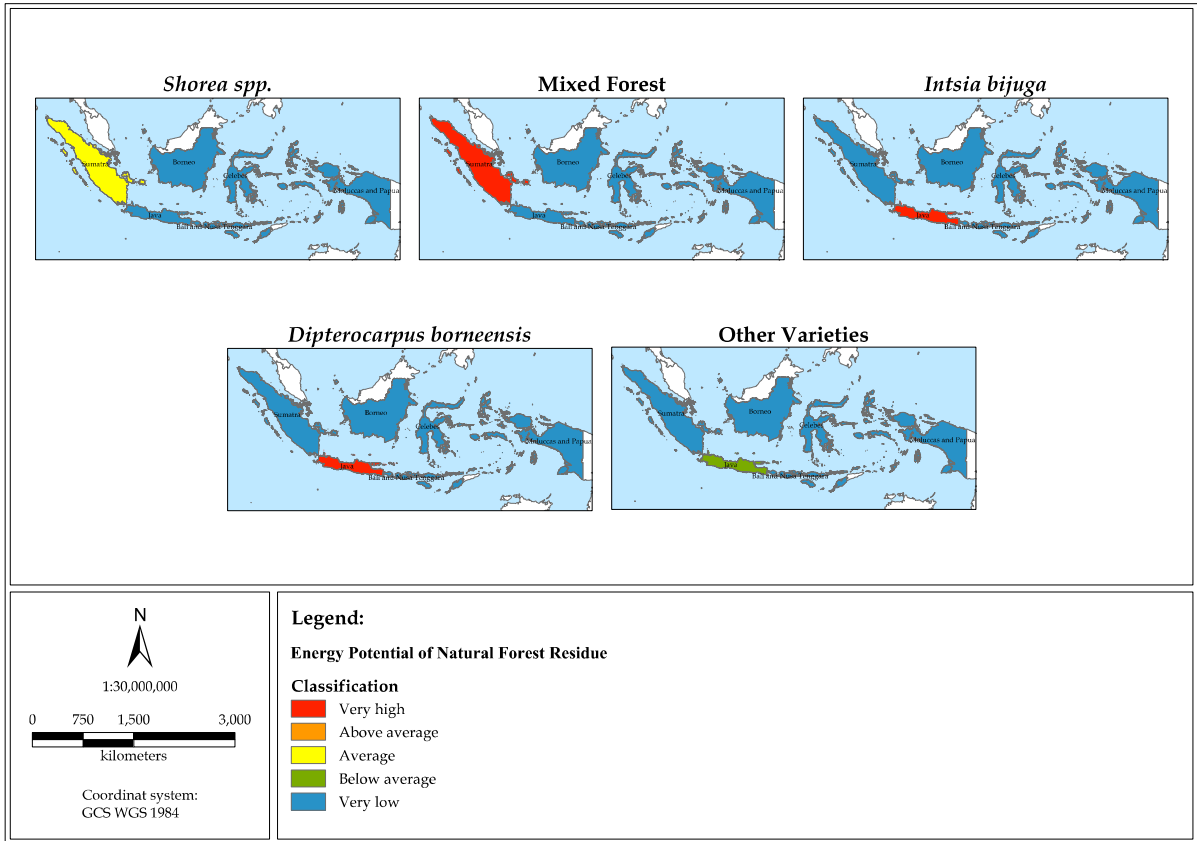 Shorea spp.
Mixed Forest
Intsia bijuga
Sumatra
Borneo
Celebes
Moluccas and Papua
Java
Bali and Nusa Tenggara
Sumatra
Borneo
Celebes
Moluccas and Papua
Java
Bali and Nusa Tenggara
Sumatra
Borneo
Celebes
Moluccas and Papua
Java
Bali and Nusa Tenggara
Dipterocarpus borneensis
Other Varieties
Sumatra
Borneo
Celebes
Moluccas and Papua
Java
Bali and Nusa Tenggara
Sumatra
Borneo
Celebes
Moluccas and Papua
Java
Bali and Nusa Tenggara
N
1:30,000,000
0 750 1,500 3,000
kilometers
Coordinat system:
GCS WGS 1984
Legend:
Energy Potential of Natural Forest Residue
Classification
Very high
Above average
Average
Below average
Very low